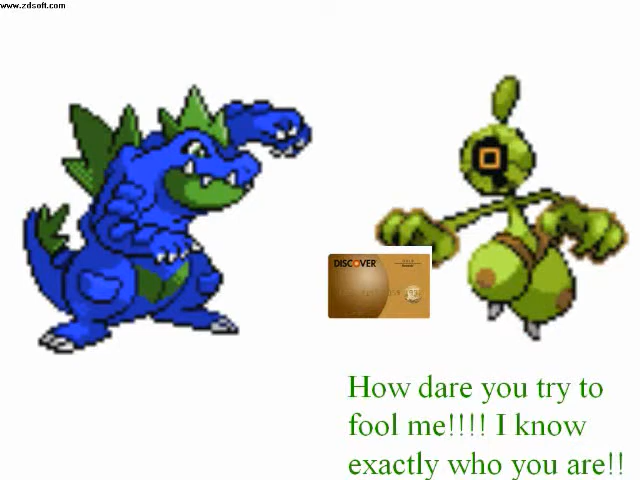 www.zdsoft.com
DISCOVER
How dare you try to
fool me!!!! I know
exactly who you are!!